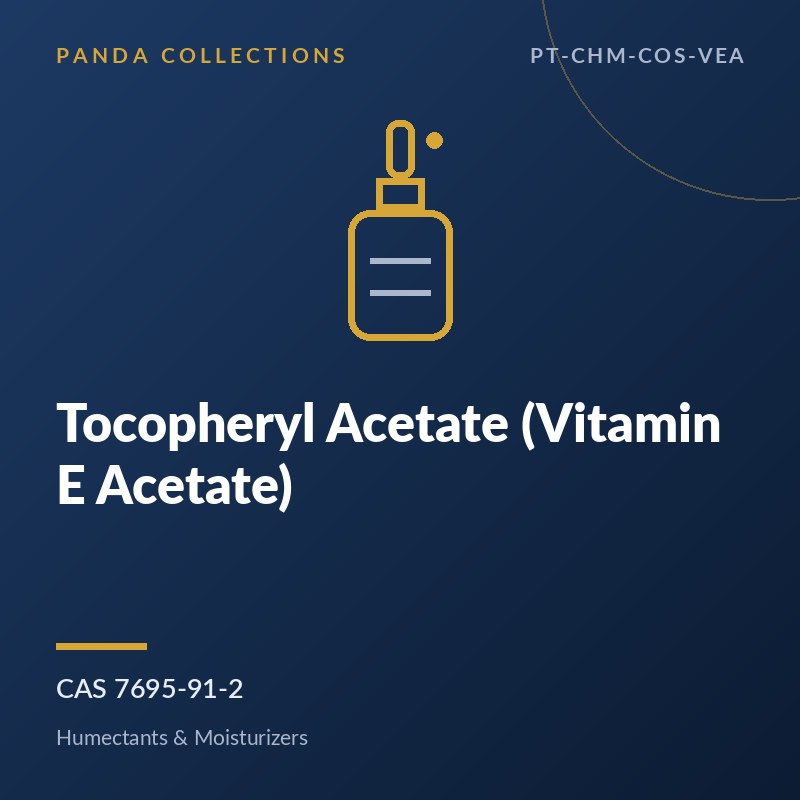 PANDA COLLECTIONS
PT-CHM-COS-VEA
Tocopheryl Acetate (Vitamin
E Acetate)
CAS 7695-91-2
Humectants & Moisturizers